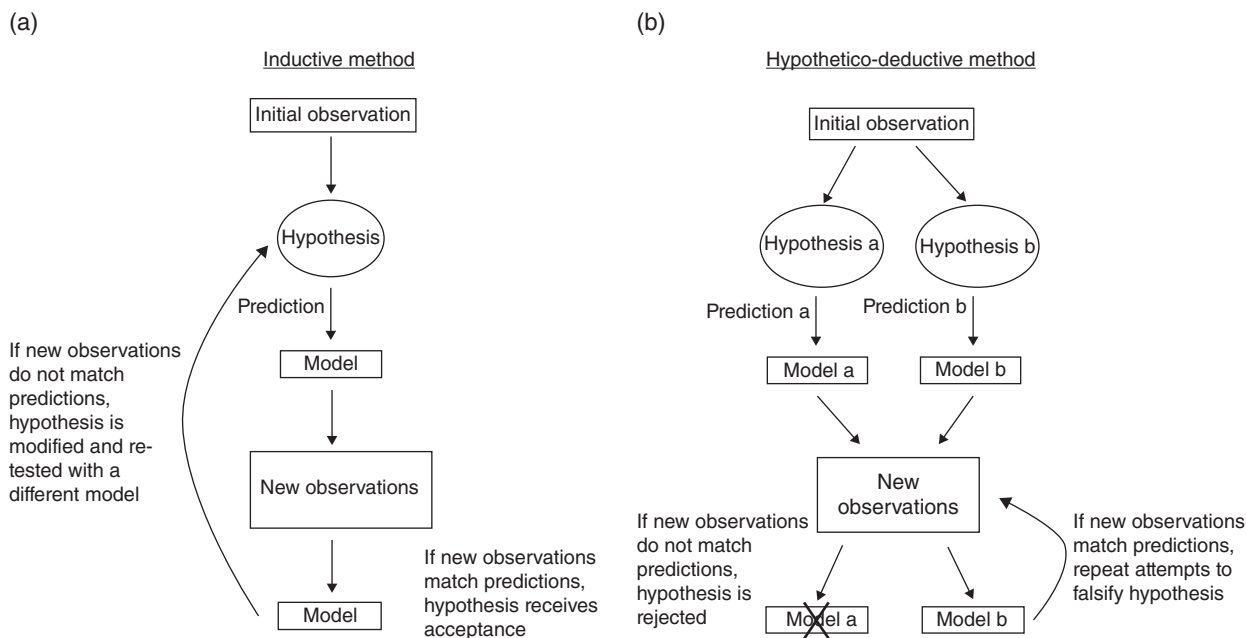 (a)
Inductive method
Initial observation
Hypothesis
Prediction
Model
If new observations
do not match
predictions,
hypothesis is
modified and re-
tested with a
different model
New observations
If new observations
match predictions,
hypothesis receives
acceptance
Model
(b)
Hypothetico-deductive method
Initial observation
Hypothesis a
Hypothesis b
Prediction a
Prediction b
Model a
Model b
New
observations
If new observations
do not match
predictions,
hypothesis is
rejected
If new observations
match predictions,
repeat attempts to
falsify hypothesis
Model a
Model b